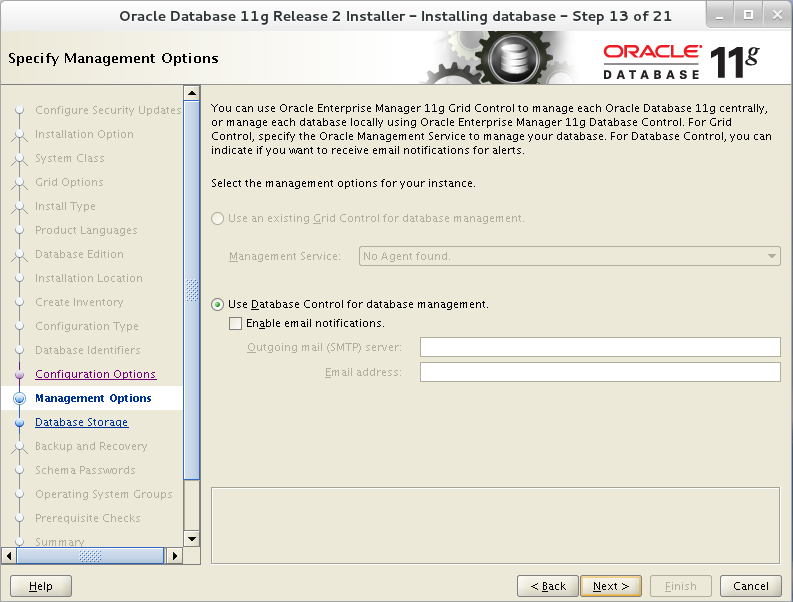 Oracle Database 11g Release 2 Installer - Installing database - Step 13 of 21
Specify Management Options
ORACLE
DATABASE 11g
Configure Security Updates
Installation Option
System Class
Grid Options
Install Type
Product Languages
Database Edition
Installation Location
Create Inventory
Configuration Type
Database Identifiers
Configuration Options
Management Options
Database Storage
Backup and Recovery
Schema Passwords
Operating System Groups
Prerequisite Checks
Summary
You can use Oracle Enterprise Manager 11g Grid Control to manage each Oracle Database 11g centrally,
or manage each database locally using Oracle Enterprise Manager 11g Database Control. For Grid
Control, specify the Oracle Management Service to manage your database. For Database Control, you can
indicate if you want to receive email notifications for alerts.
Select the management options for your instance.
Use an existing Grid Control for database management.
Management Service: No Agent found.
Use Database Control for database management.
Enable email notifications.
Outgoing mail (SMTP) server:
Email address:
Help < Back Next > Finish Cancel